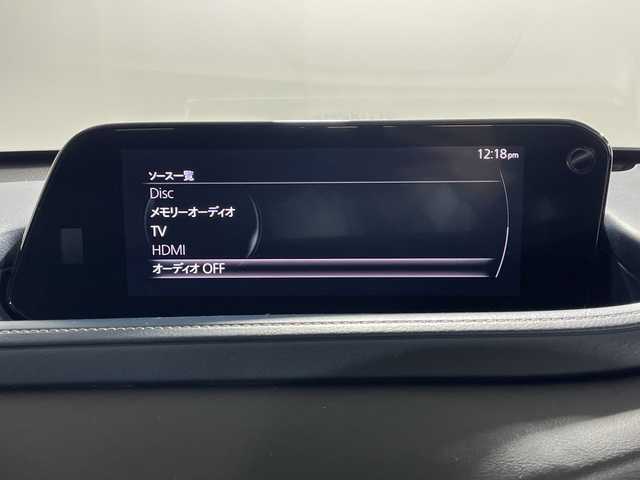 12:18pm
ソース一覧
Disc
メモリーオーディオ
TV
HDMI
オーディオ OFF